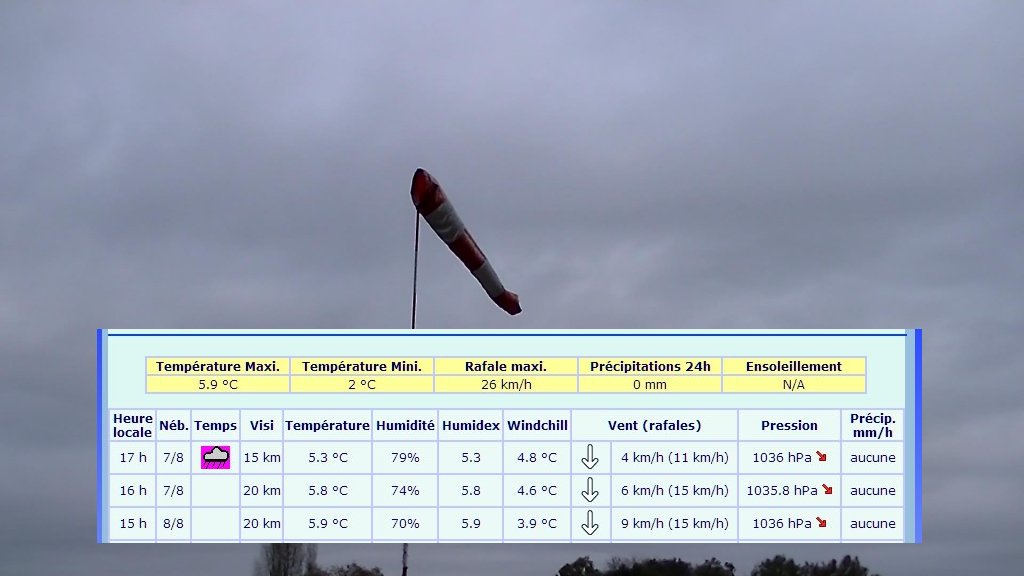 Température Maxi. Température Mini. Rafale maxi. Précipitations 24h Ensoleillement
5.9 °C 2 °C 26 km/h 0 mm N/A
Heure locale Néb. Temps Visi Température Humidité Humidex Windchill Vent (rafales) Pression Précip. mm/h
17 h 7/8 15 km 5.3 °C 79% 5.3 4.8 °C 4 km/h (11 km/h) 1036 hPa aucune
16 h 7/8 20 km 5.8 °C 74% 5.8 4.6 °C 6 km/h (15 km/h) 1035.8 hPa aucune
15 h 8/8 20 km 5.9 °C 70% 5.9 3.9 °C 9 km/h (15 km/h) 1036 hPa aucune